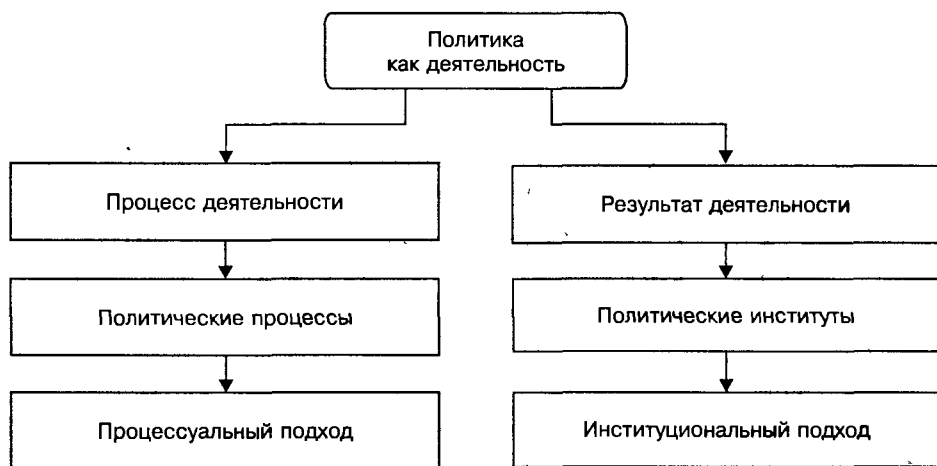 Политика
как деятельность
Процесс деятельности
Результат деятельности
Политические процессы
Политические институты
Процессуальный подход
Институциональный подход